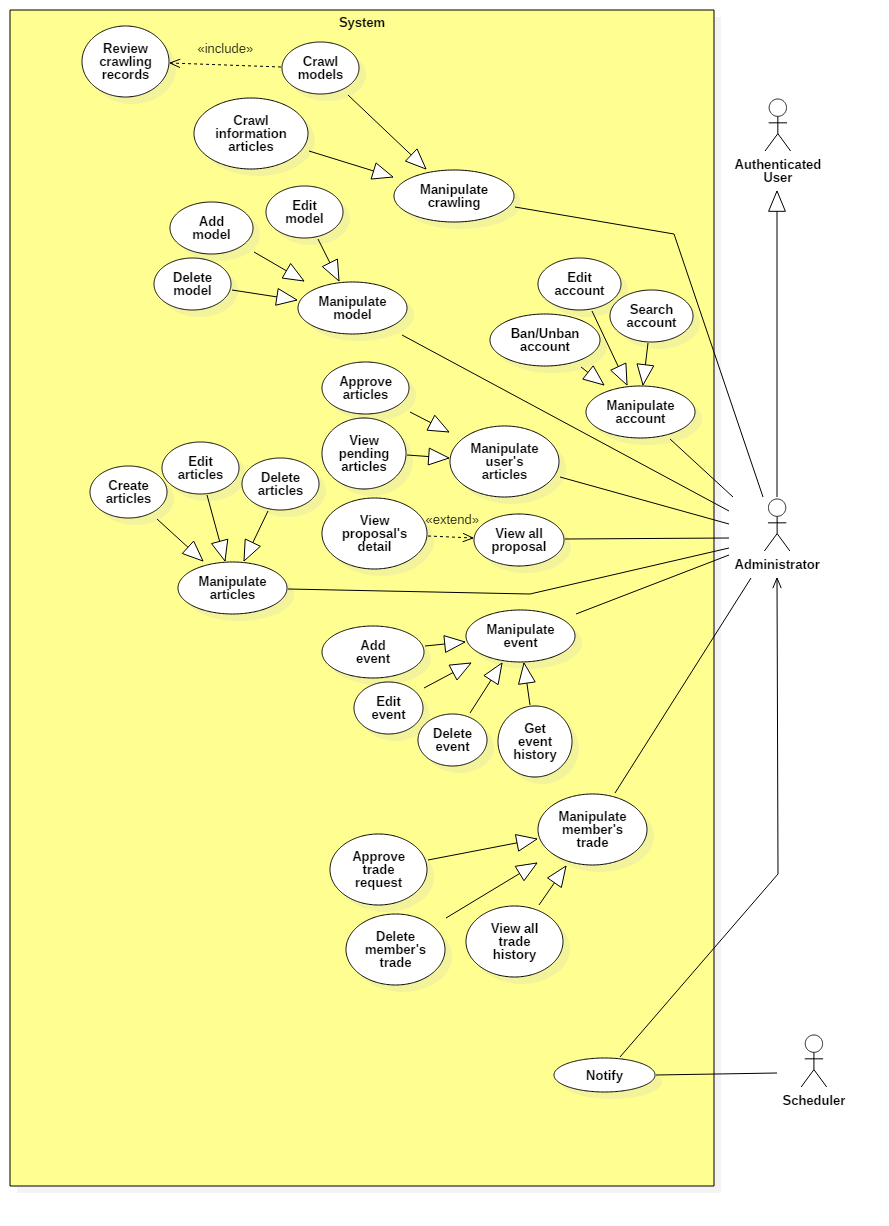 System
Review
crawling
records
«include»
Crawl
models
Crawl
information
articles
Manipulate
crawling
Authenticated
User
Add
model
Edit
model
Delete
model
Manipulate
model
Edit
account
Search
account
Ban/Unban
account
Manipulate
account
Approve
articles
View
pending
articles
Manipulate
user's
articles
Create
articles
Edit
articles
Delete
articles
Manipulate
articles
View
proposal's
detail
«extend»
View all
proposal
Administrator
Add
event
Manipulate
event
Edit
event
Delete
event
Get
event
history
Manipulate
member's
trade
Approve
trade
request
Delete
member's
trade
View all
trade
history
Notify
Scheduler